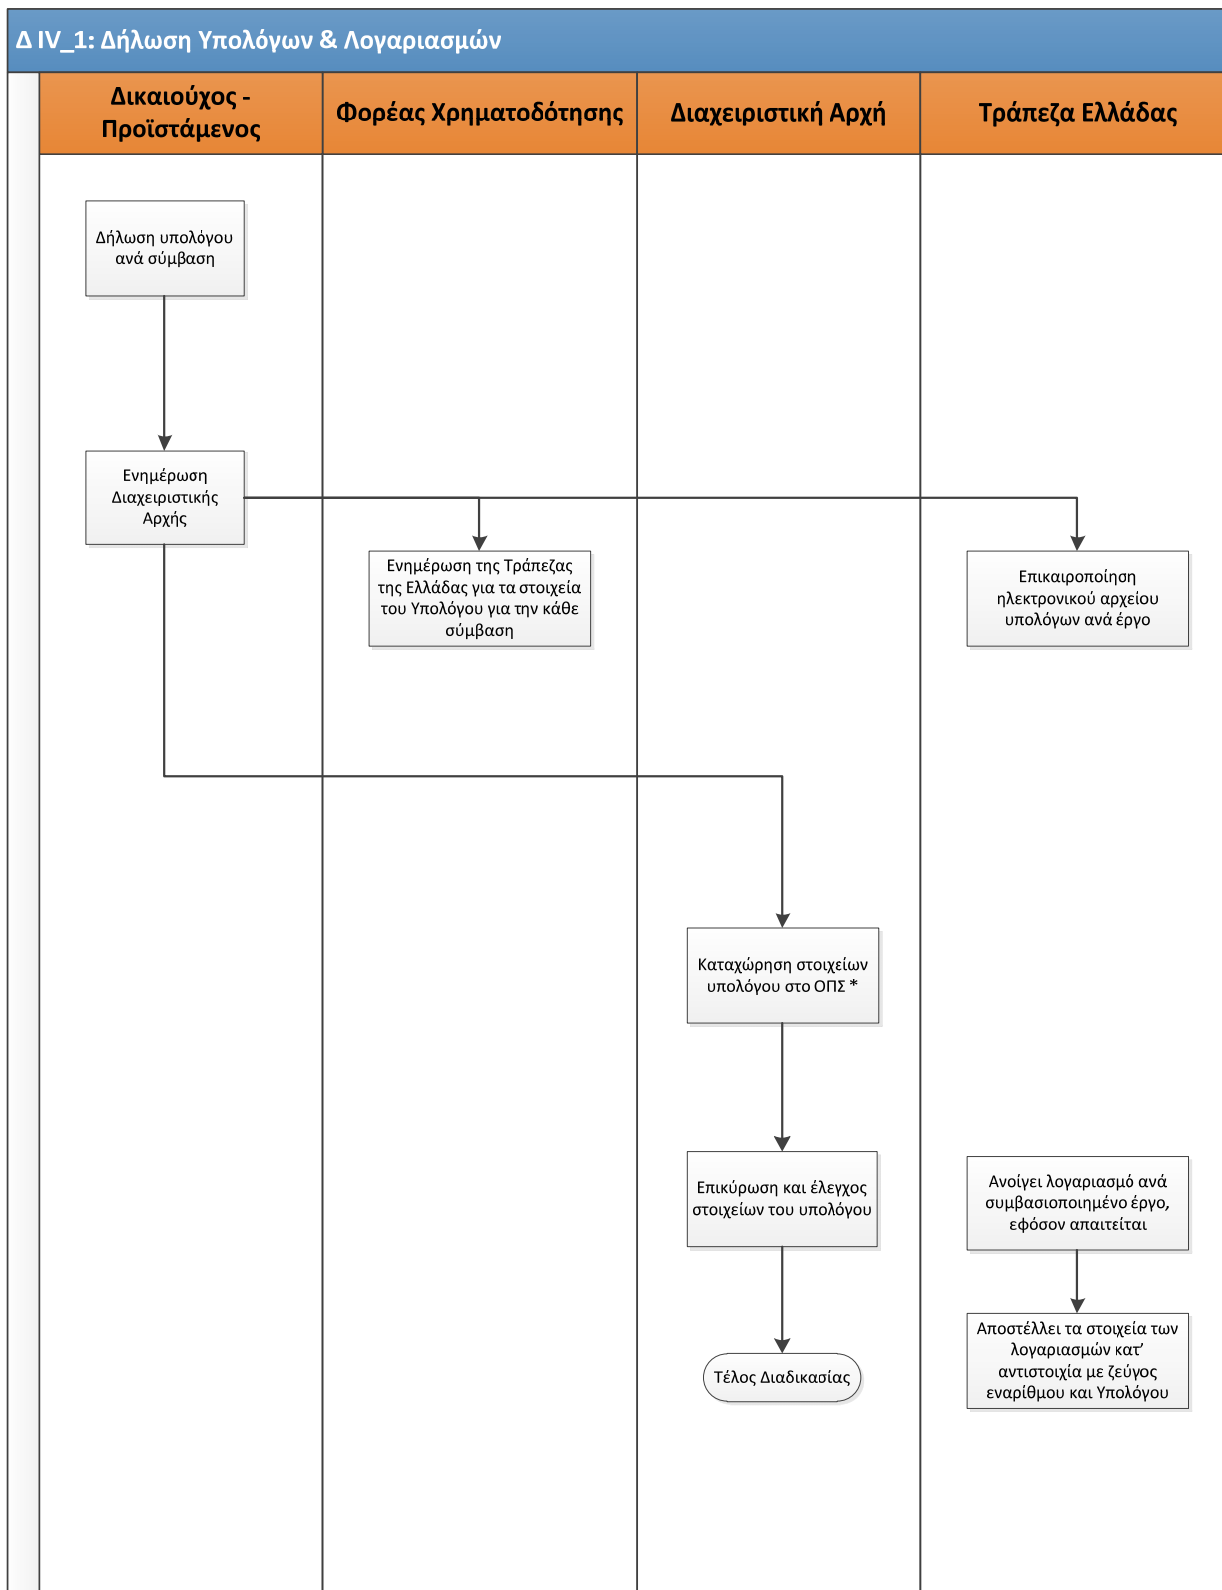 Δ IV_1: Δήλωση Υπολόγων & Λογαριασμών
Δικαιούχος -
Προϊστάμενος
Φορέας Χρηματοδότησης
Διαχειριστική Αρχή
Τράπεζα Ελλάδας
Δήλωση υπολόγου
ανά σύμβαση
Ενημέρωση
Διαχειριστικής
Αρχής
Ενημέρωση της Τράπεζας
της Ελλάδας για τα στοιχεία
του Υπολόγου για την κάθε
σύμβαση
Επικαιροποίηση
ηλεκτρονικού αρχείου
υπολόγων ανά έργο
Καταχώρηση στοιχείων
υπολόγου στο ΟΠΣ *
Επικύρωση και έλεγχος
στοιχείων του υπολόγου
Ανοίγει λογαριασμό ανά
συμβασιοποιημένο έργο,
εφόσον απαιτείται
Τέλος Διαδικασίας
Αποστέλλει τα στοιχεία των
λογαριασμών κατ’
αντιστοιχία με ζεύγος
εναρίθμου και Υπολόγου